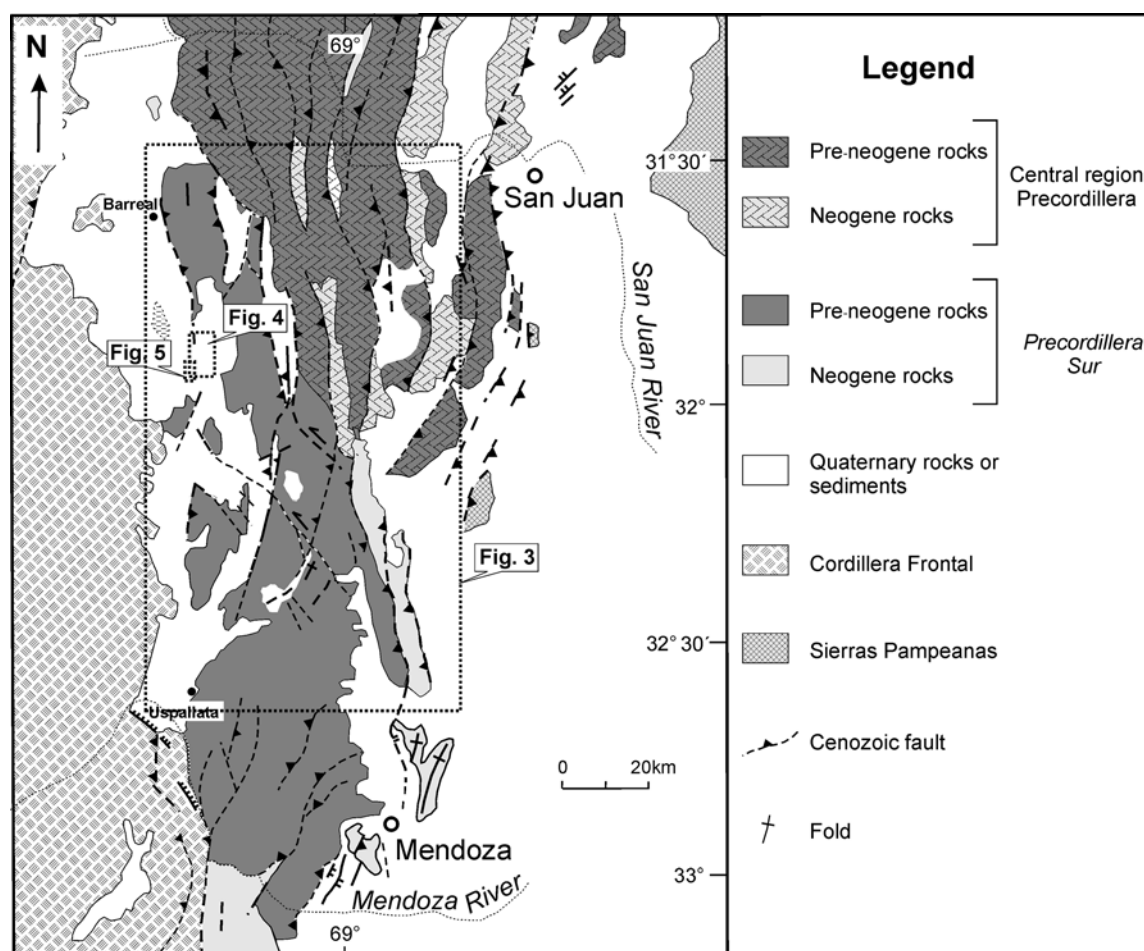 N
69°
31° 30´
San Juan
Barreal
San Juan River
Fig. 4
Fig. 5
32°
Fig. 3
32° 30´
Uspallata
0 20km
Mendoza
Mendoza River
33°
69°
Legend
Pre-neogene rocks
Neogene rocks
Central region
Precordillera
Pre-neogene rocks
Neogene rocks
Precordillera
Sur
Quaternary rocks or
sediments
Cordillera Frontal
Sierras Pampeanas
Cenozoic fault
Fold